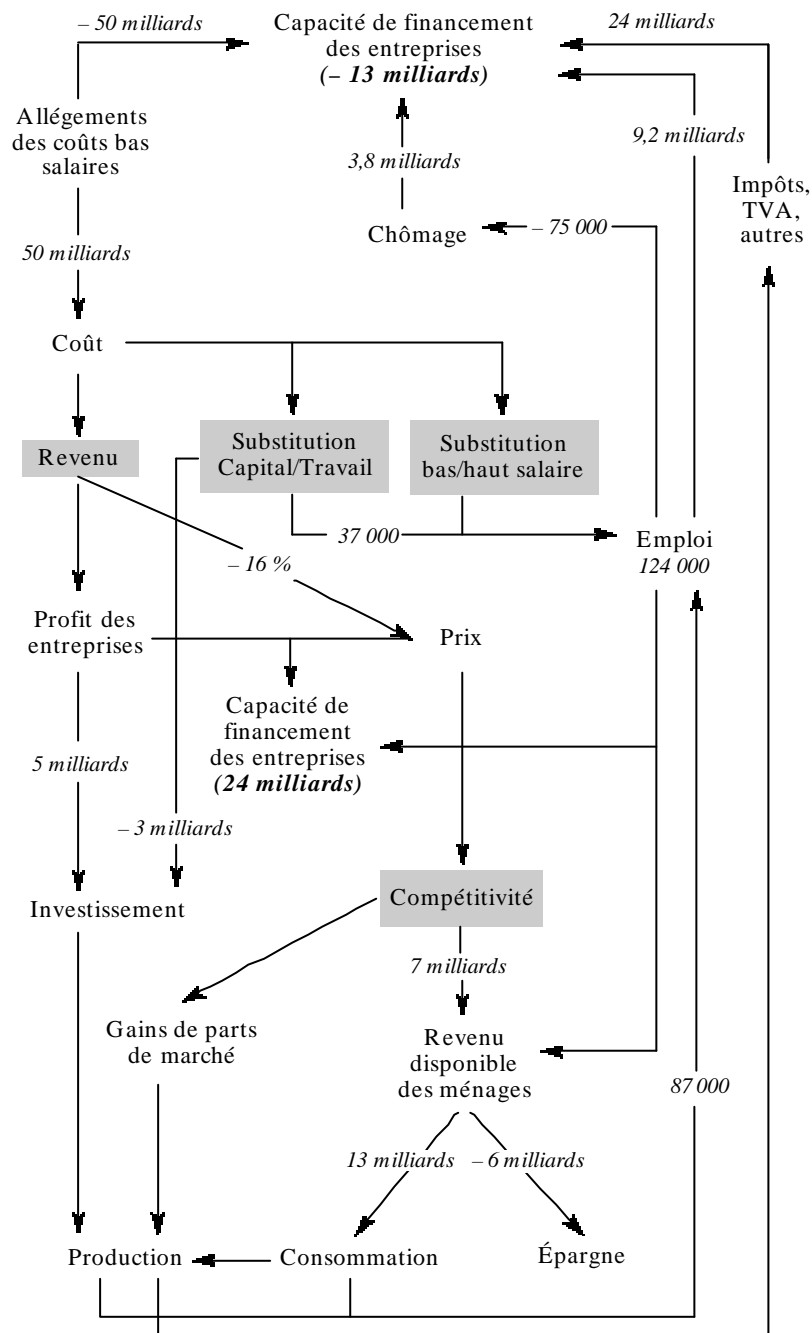 – 50 milliards
Capacité de financement
des entreprises
(– 13 milliards)
24 milliards
Allégements
des coûts bas
salaires
9,2 milliards
3,8 milliards
Impôts,
TVA,
autres
Chômage
– 75 000
50 milliards
Coût
Revenu
Substitution
Capital/Travail
Substitution
bas/haut salaire
37 000
Emploi
124 000
– 16 %
Profit des
entreprises
Prix
Capacité de
financement
des entreprises
(24 milliards)
5 milliards
– 3 milliards
Investissement
Compétitivité
7 milliards
Gains de parts
de marché
Revenu
disponible
des ménages
87 000
13 milliards
– 6 milliards
Production
Consommation
Épargne